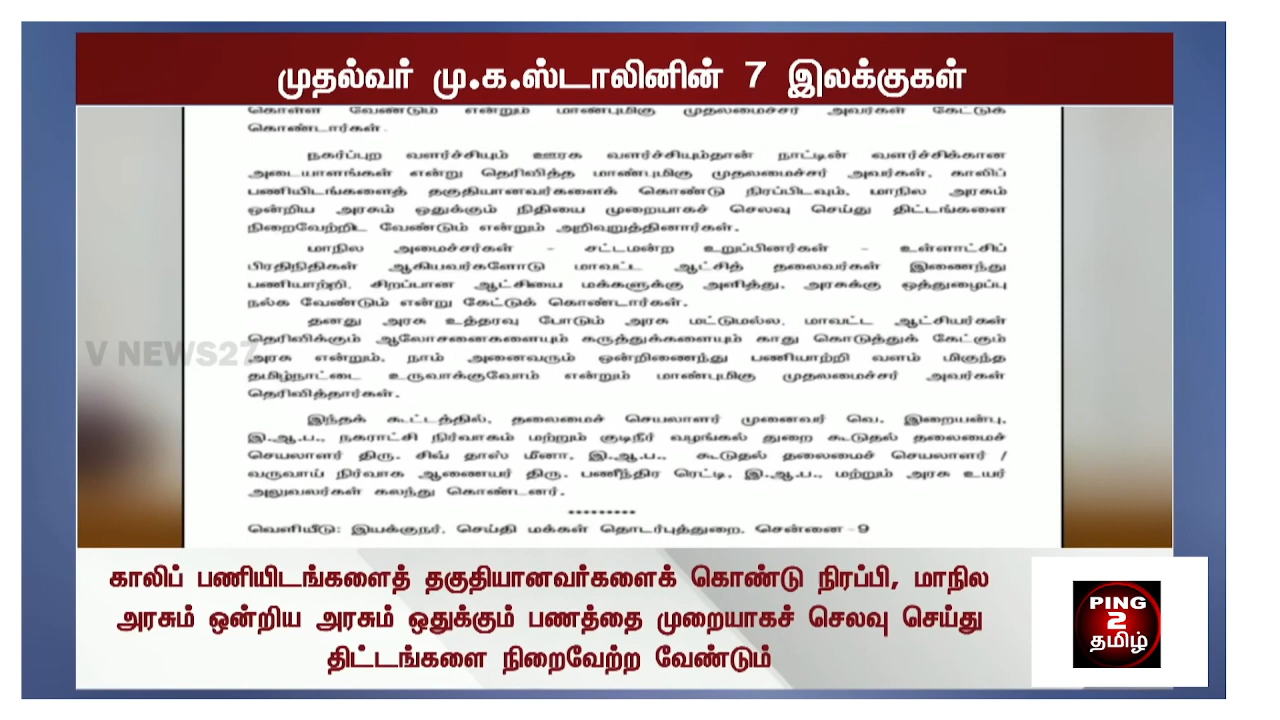 முதல்வர் மு.க.ஸ்டாலினின் 7 இலக்குகள்
கொள்ள வேண்டும் என்றும் மாண்புமிகு முதலமைச்சர் அவர்கள் கேட்டுக்
கொண்டார்கள்.
நகர்ப்புற வளர்ச்சியும் ஊரக வளர்ச்சியும்தான் நாட்டின் வளர்ச்சிக்கான
அடையாளங்கள் என்று தெரிவித்த மாண்புமிகு முதலமைச்சர் அவர்கள், காலிப்
பணியிடங்களைத் தகுதியானவர்களைக் கொண்டு நிரப்பிடவும், மாநில அரசும்
ஒன்றிய அரசும் ஒதுக்கும் நிதியை முறையாகச் செலவு செய்து திட்டங்களை
நிறைவேற்றிட வேண்டும் என்றும் அறிவுறுத்தினார்கள்.
மாநில அமைச்சர்கள் - சட்டமன்ற உறுப்பினர்கள் - உள்ளாட்சிப்
பிரதிநிதிகள் ஆகியவர்களோடு மாவட்ட ஆட்சித் தலைவர்கள் இணைந்து
பணியாற்றி, சிறப்பான ஆட்சியை மக்களுக்கு அளித்து, அரசுக்கு ஒத்துழைப்பு
நல்க வேண்டும் என்று கேட்டுக் கொண்டார்கள்.
தனது அரசு உத்தரவு போடும் அரசு மட்டுமல்ல, மாவட்ட ஆட்சியர்கள்
தெரிவிக்கும் ஆலோசனைகளையும் கருத்துக்களையும் காது கொடுத்துக் கேட்கும்
அரசு என்றும், நாம் அனைவரும் ஒன்றிணைந்து பணியாற்றி வளம் மிகுந்த
தமிழ்நாட்டை உருவாக்குவோம் என்றும் மாண்புமிகு முதலமைச்சர் அவர்கள்
தெரிவித்தார்கள்.
இந்தக் கூட்டத்தில், தலைமைச் செயலாளர் முனைவர் வெ. இறையன்பு,
இ.ஆ.ப., நகராட்சி நிர்வாகம் மற்றும் குடிநீர் வழங்கல் துறை கூடுதல் தலைமைச்
செயலாளர் திரு. சிவ் தாஸ் மீனா, இ.ஆ.ப., கூடுதல் தலைமைச் செயலாளர் /
வருவாய் நிர்வாக ஆணையர் திரு. பணீந்திர ரெட்டி, இ.ஆ.ப., மற்றும் அரசு உயர்
அலுவலர்கள் கலந்து கொண்டனர்.
*********
வெளியீடு: இயக்குநர், செய்தி மக்கள் தொடர்புத்துறை, சென்னை -9
V NEWS27
காலிப் பணியிடங்களைத் தகுதியானவர்களைக் கொண்டு நிரப்பி, மாநில
அரசும் ஒன்றிய அரசும் ஒதுக்கும் பணத்தை முறையாகச் செலவு செய்து
திட்டங்களை நிறைவேற்ற வேண்டும்
PING
2
தமிழ்